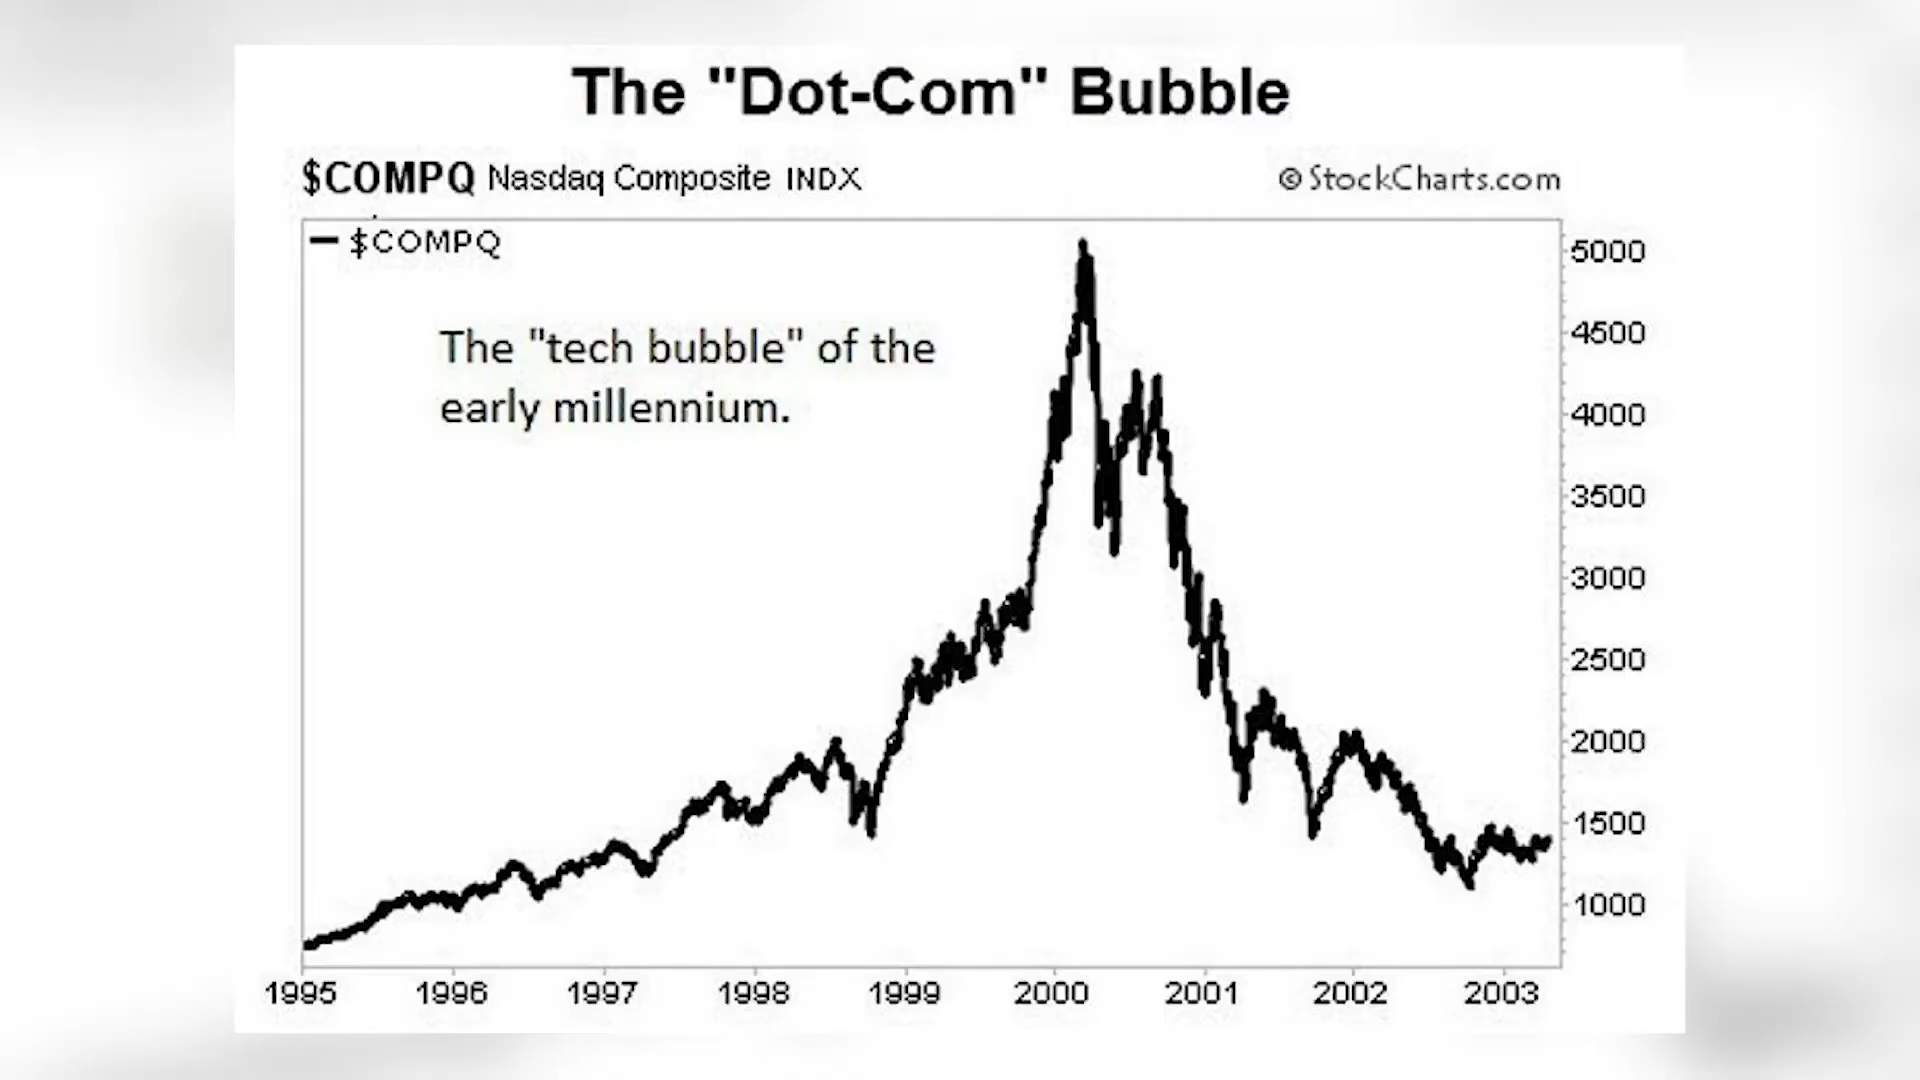 The "Dot-Com" Bubble
$COMPQ Nasdaq Composite INDX
© StockCharts.com
$COMPQ
The "tech bubble" of the
early millennium.
5000
4500
4000
3500
3000
2500
2000
1500
1000
1995 1996 1997 1998 1999 2000 2001 2002 2003